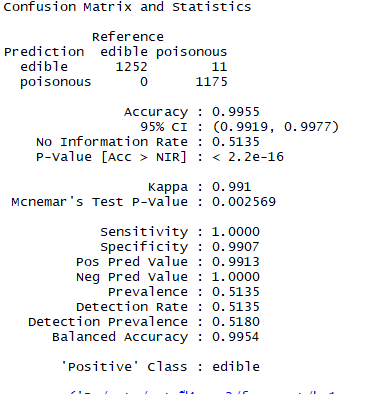 Confusion Matrix and Statistics
Reference
Prediction edible poisonous
edible 1252 11
poisonous 0 1175
Accuracy : 0.9955
95% CI : (0.9919, 0.9977)
No Information Rate : 0.5135
P-Value [Acc > NIR] : < 2.2e-16
Kappa : 0.991
Mcnemar's Test P-Value : 0.002569
Sensitivity : 1.0000
Specificity : 0.9907
Pos Pred Value : 0.9913
Neg Pred Value : 1.0000
Prevalence : 0.5135
Detection Rate : 0.5135
Detection Prevalence : 0.5180
Balanced Accuracy : 0.9954
'Positive' Class : edible